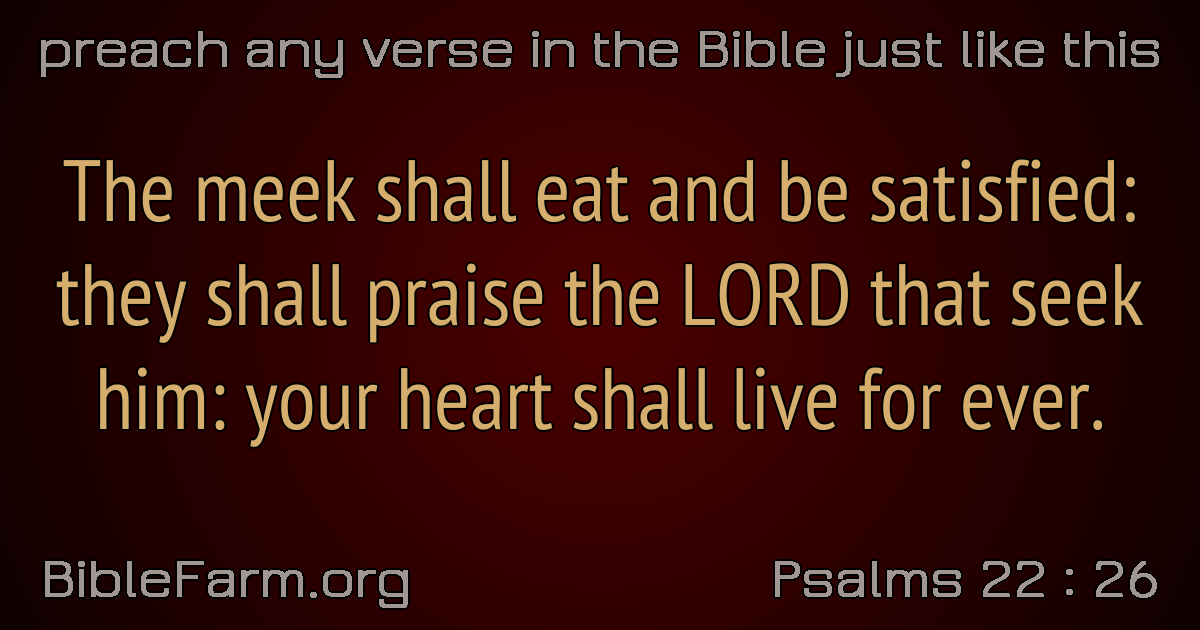 preach any verse in the Bible just like this
The meek shall eat and be satisfied:
they shall praise the LORD that seek
him: your heart shall live for ever.
BibleFarm.org
Psalms 22 : 26